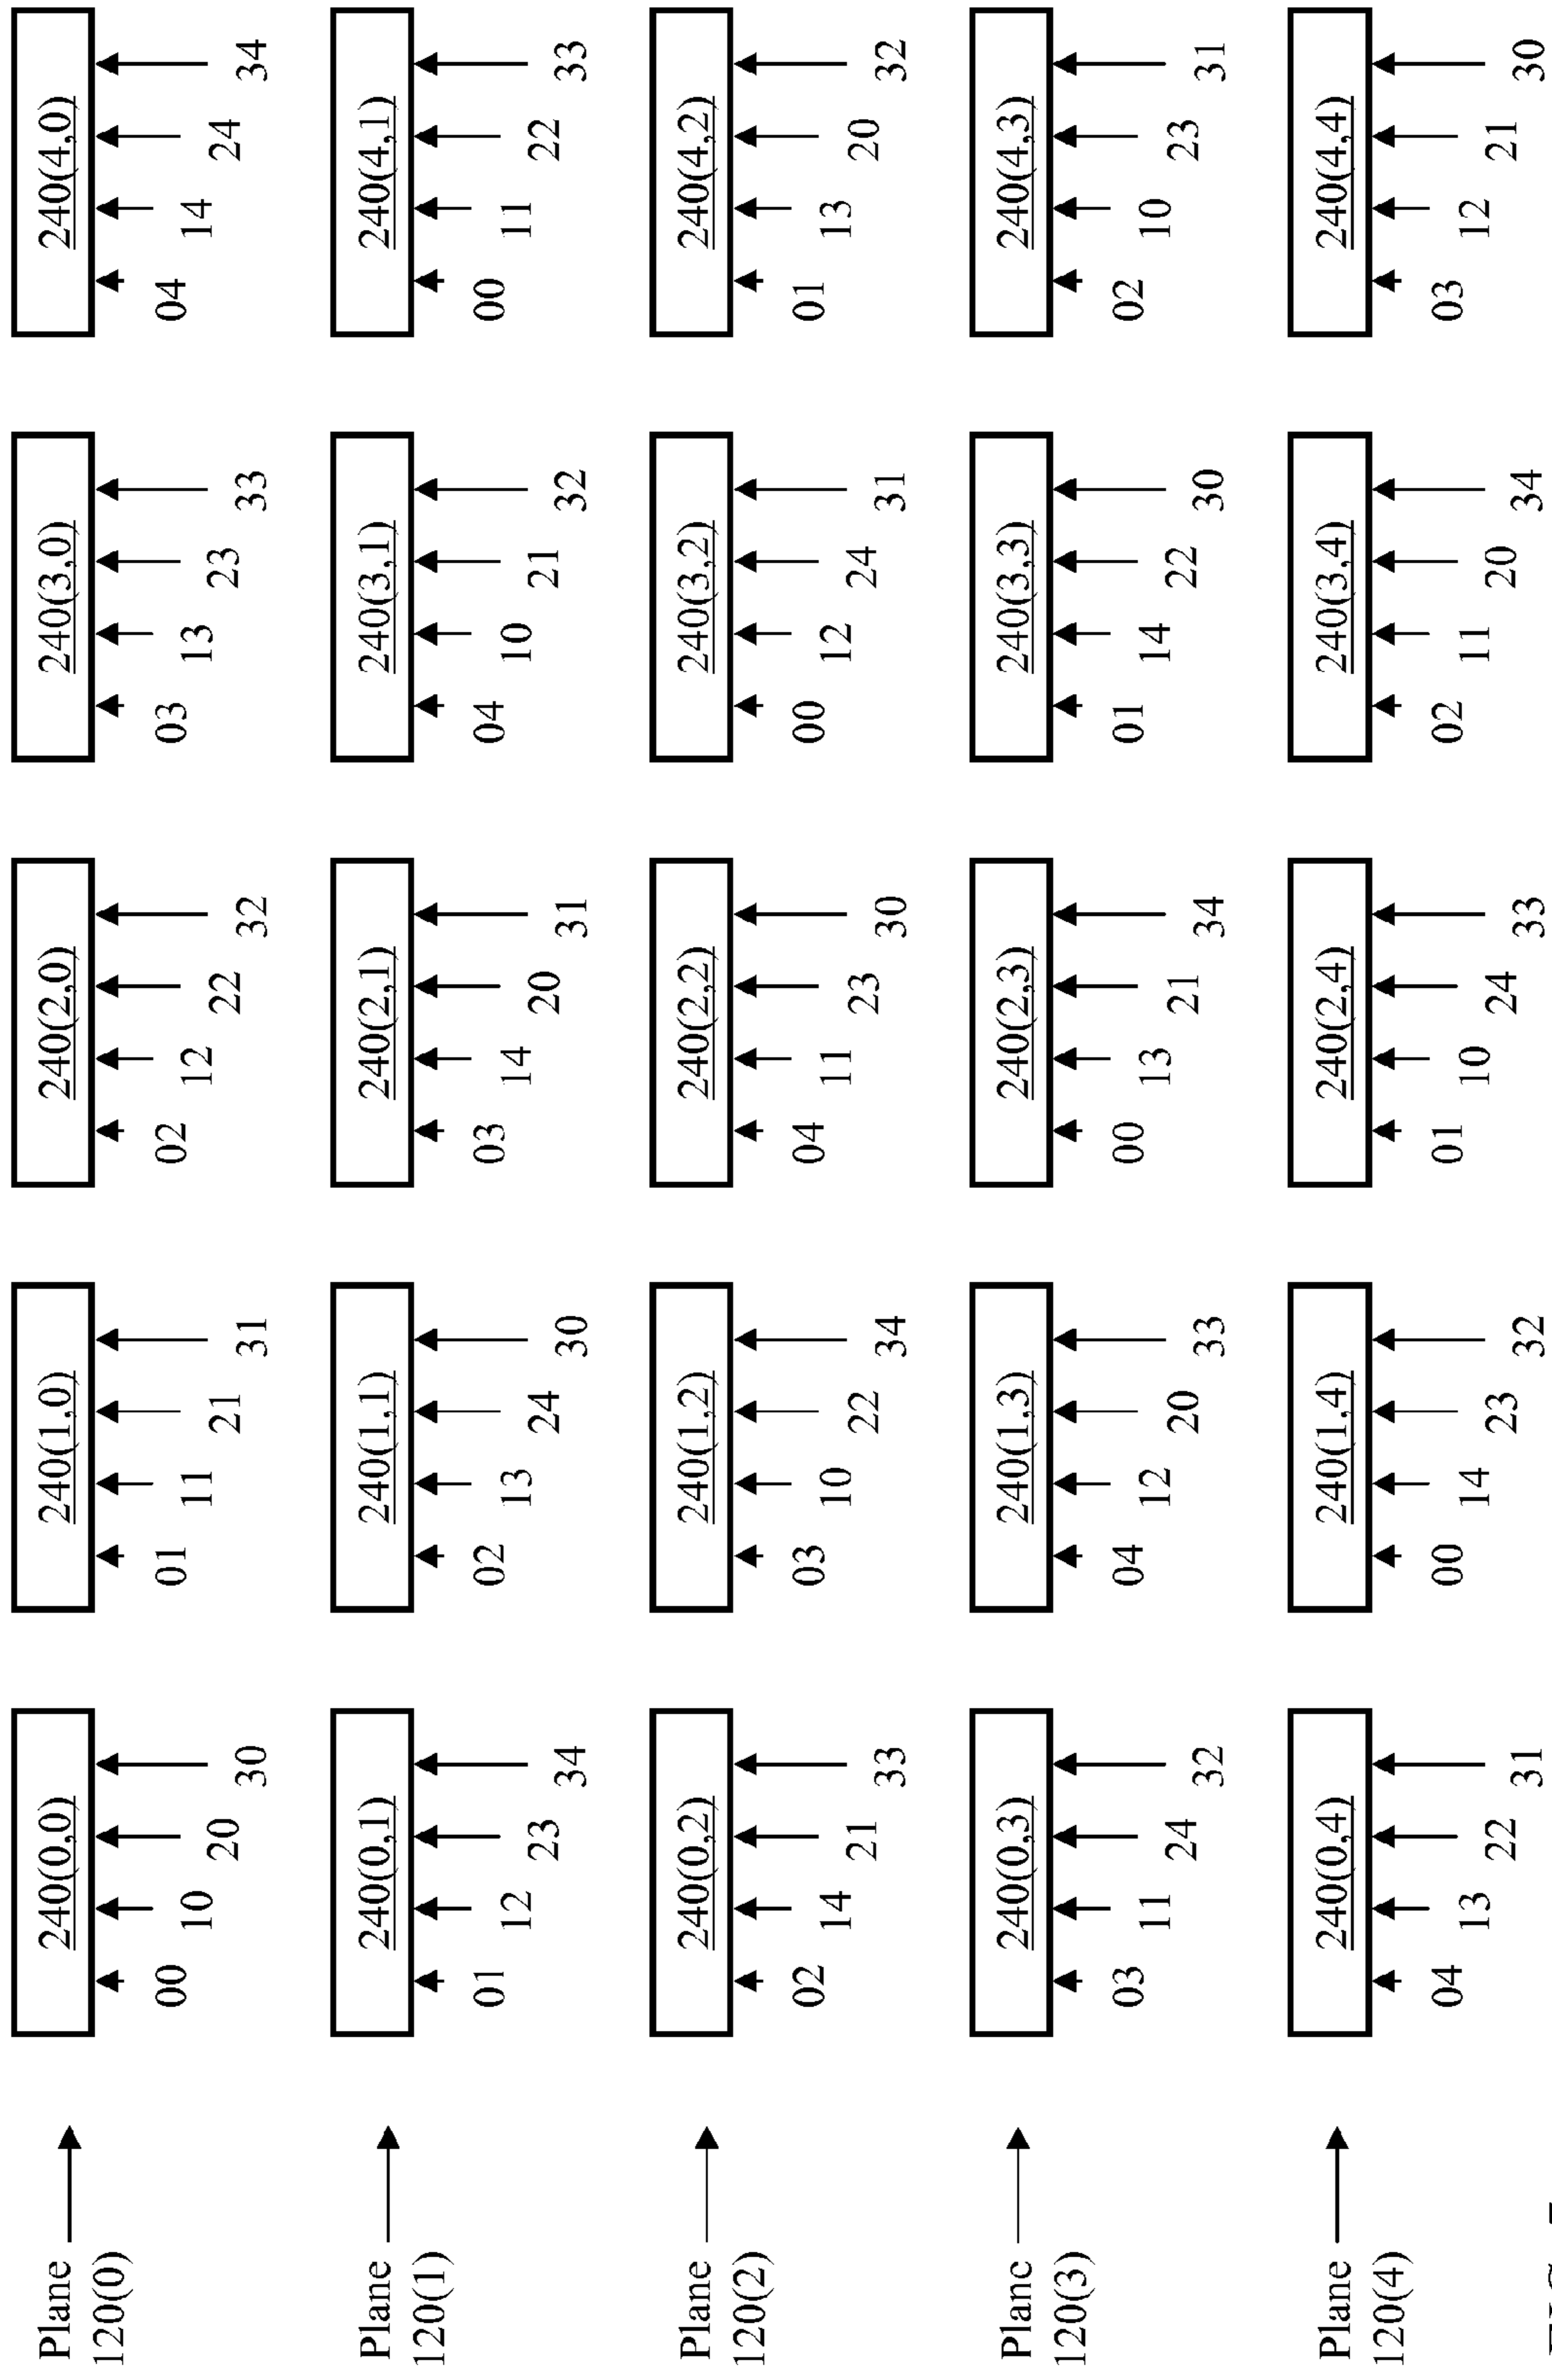 Plane 240(0,0) 240(1,0) 240(2,0) 240(3,0) 240(4,0)
120(0)
00 01 02 03 04
10 11 12 13 14
20 21 22 23 24
30 31 32 33 34
Plane 240(0,1) 240(1,1) 240(2,1) 240(3,1) 240(4,1)
120(1)
01 02 03 04 00
12 13 14 10 11
23 24 20 21 22
34 30 31 32 33
Plane 240(0,2) 240(1,2) 240(2,2) 240(3,2) 240(4,2)
120(2)
02 03 04 00 01
14 10 11 12 13
21 22 23 24 20
33 34 30 31 32
Planc 240(0,3) 240(1,3) 240(2,3) 240(3,3) 240(4,3)
120(3)
03 04 00 01 02
11 12 13 14 10
24 20 21 22 23
32 33 34 30 31
Plane 240(0,4) 240(1,4) 240(2,4) 240(3,4) 240(4,4)
120(4)
04 00 01 02 03
13 14 10 11 12
22 23 24 20 21
31 32 33 34 30